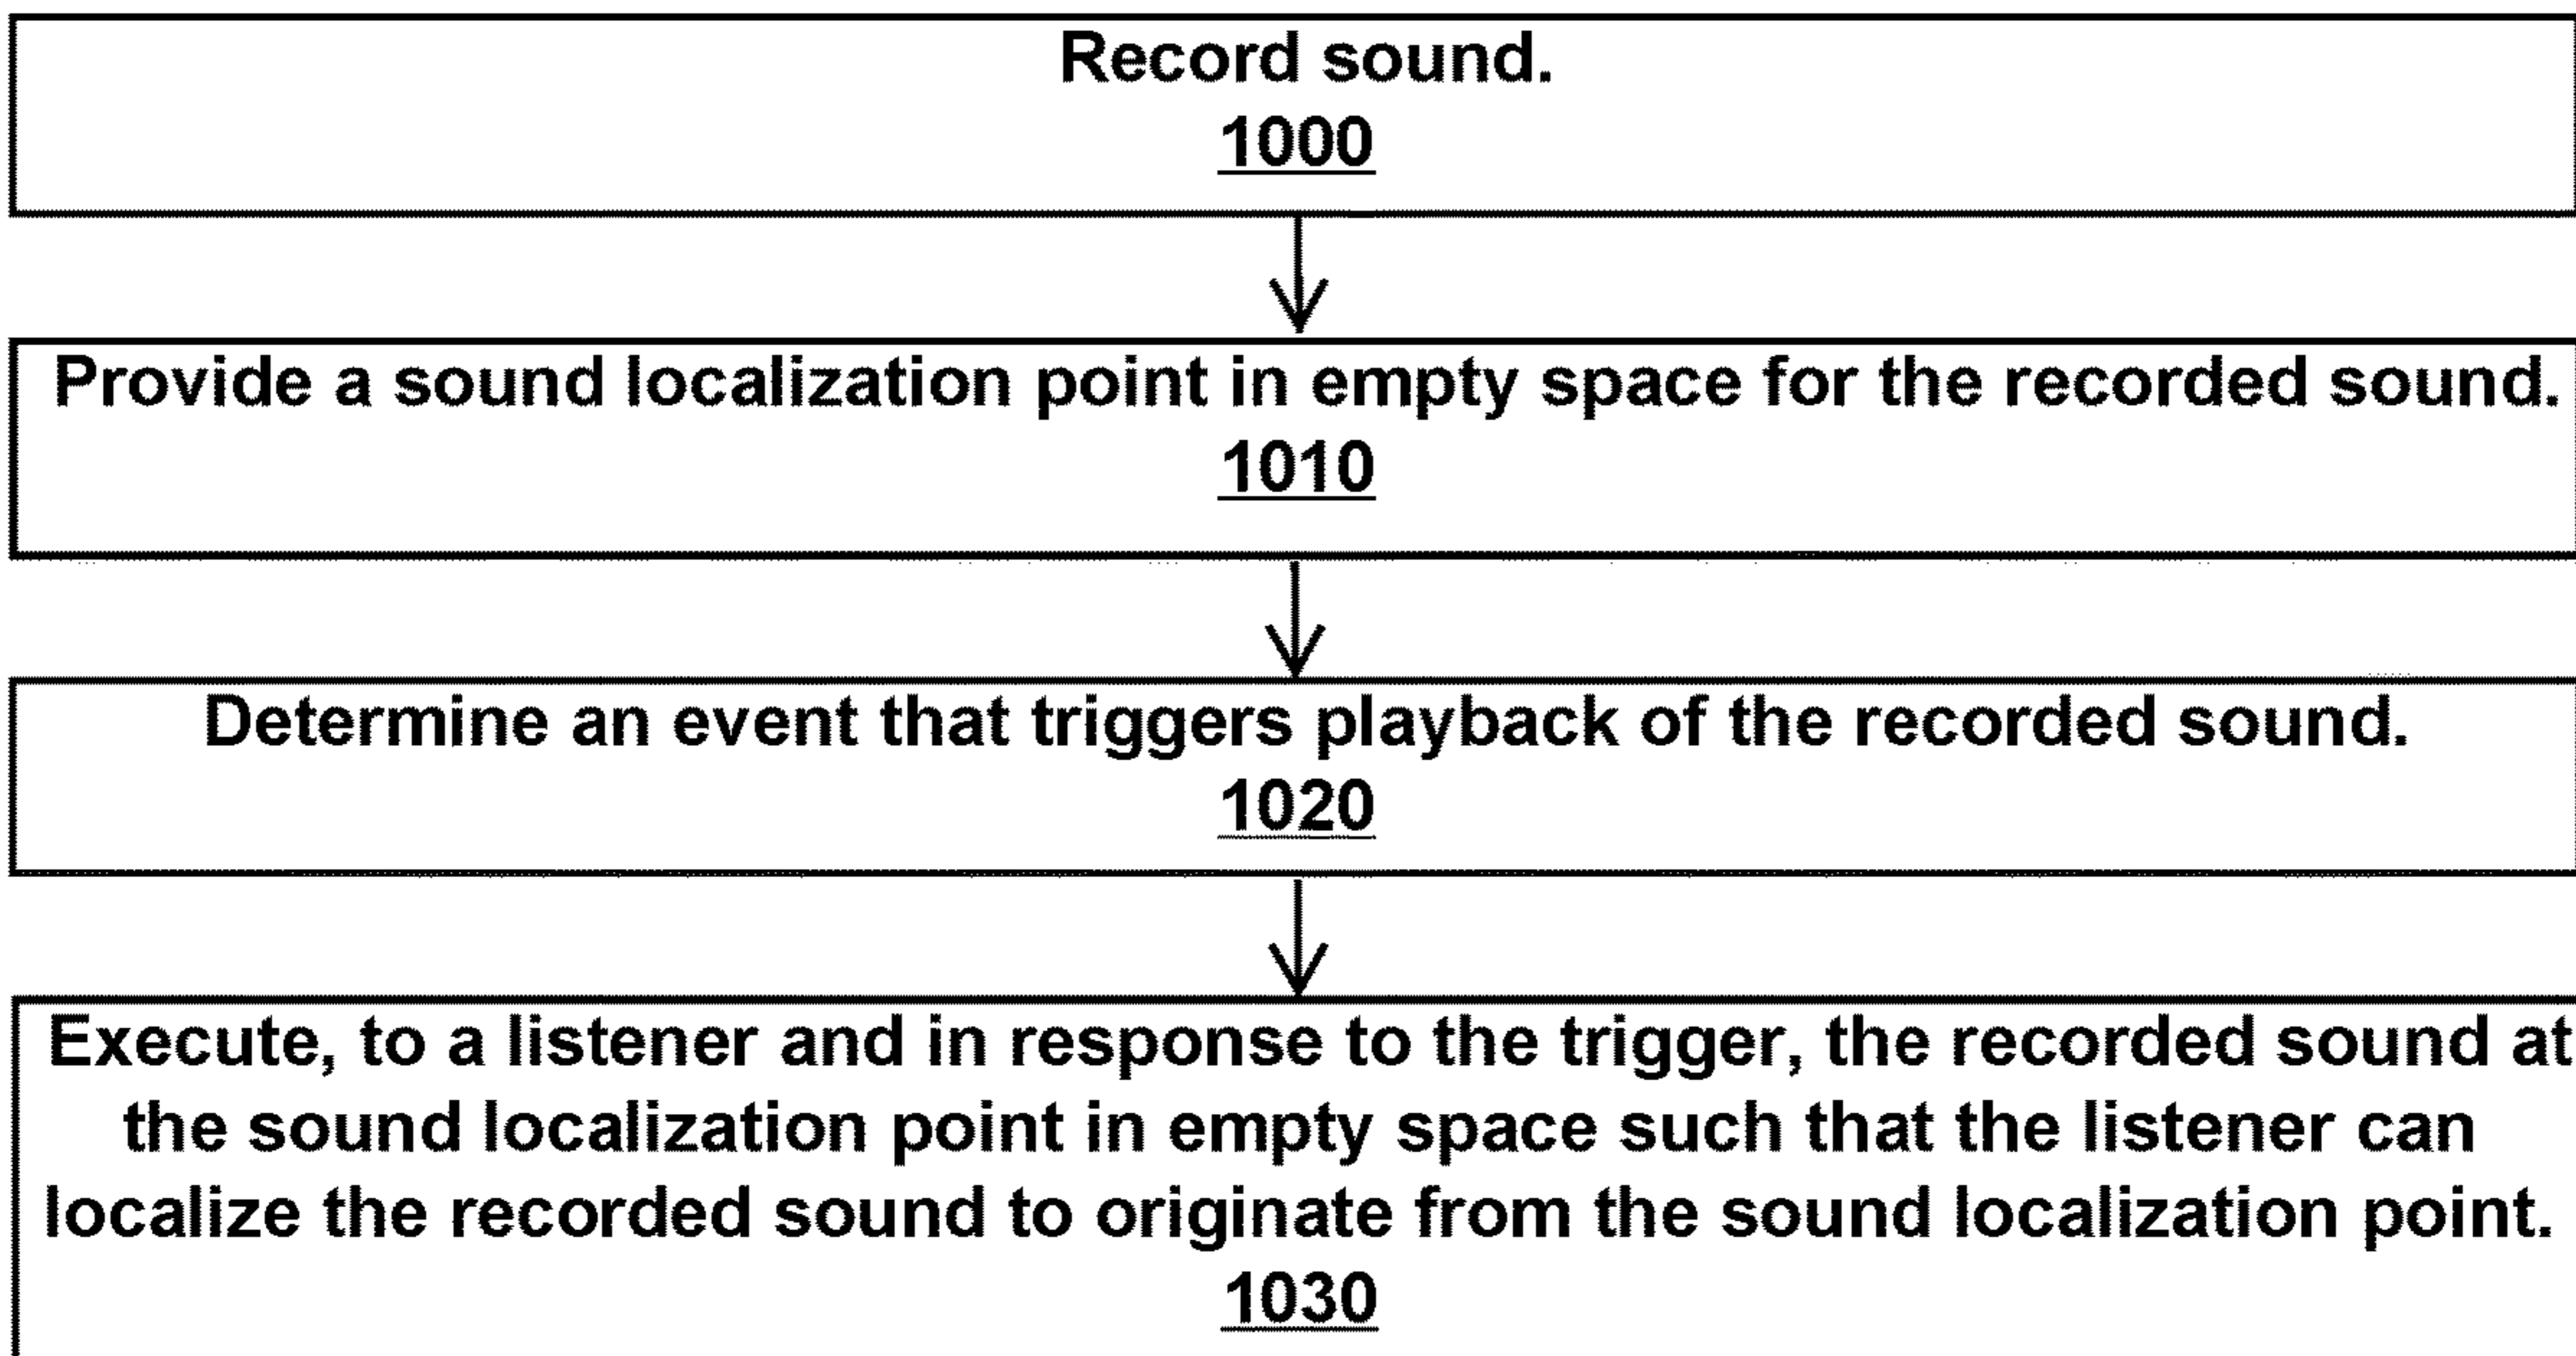 Record sound.
1000
Provide a sound localization point in empty space for the recorded sound.
1010
Determine an event that triggers playback of the recorded sound.
1020
Execute, to a listener and in response to the trigger, the recorded sound at
the sound localization point in empty space such that the listener can
localize the recorded sound to originate from the sound localization point.
1030